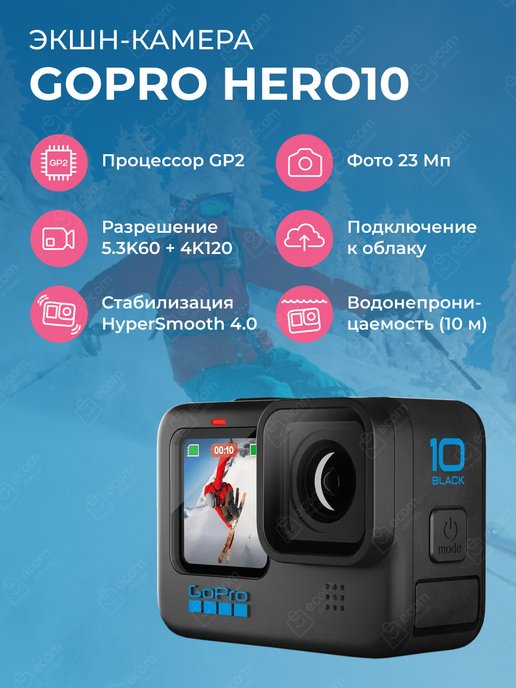 ЭКШН-КАМЕРА
GOPRO HERO10
GP2
Процессор GP2
Фото 23 Мп
Разрешение
5.3K60 + 4K120
Подключение
к облаку
Стабилизация
HyperSmooth 4.0
Водонепрони-
цаемость (10 м)
00:10
10
BLACK
mode
GoPro
ecom